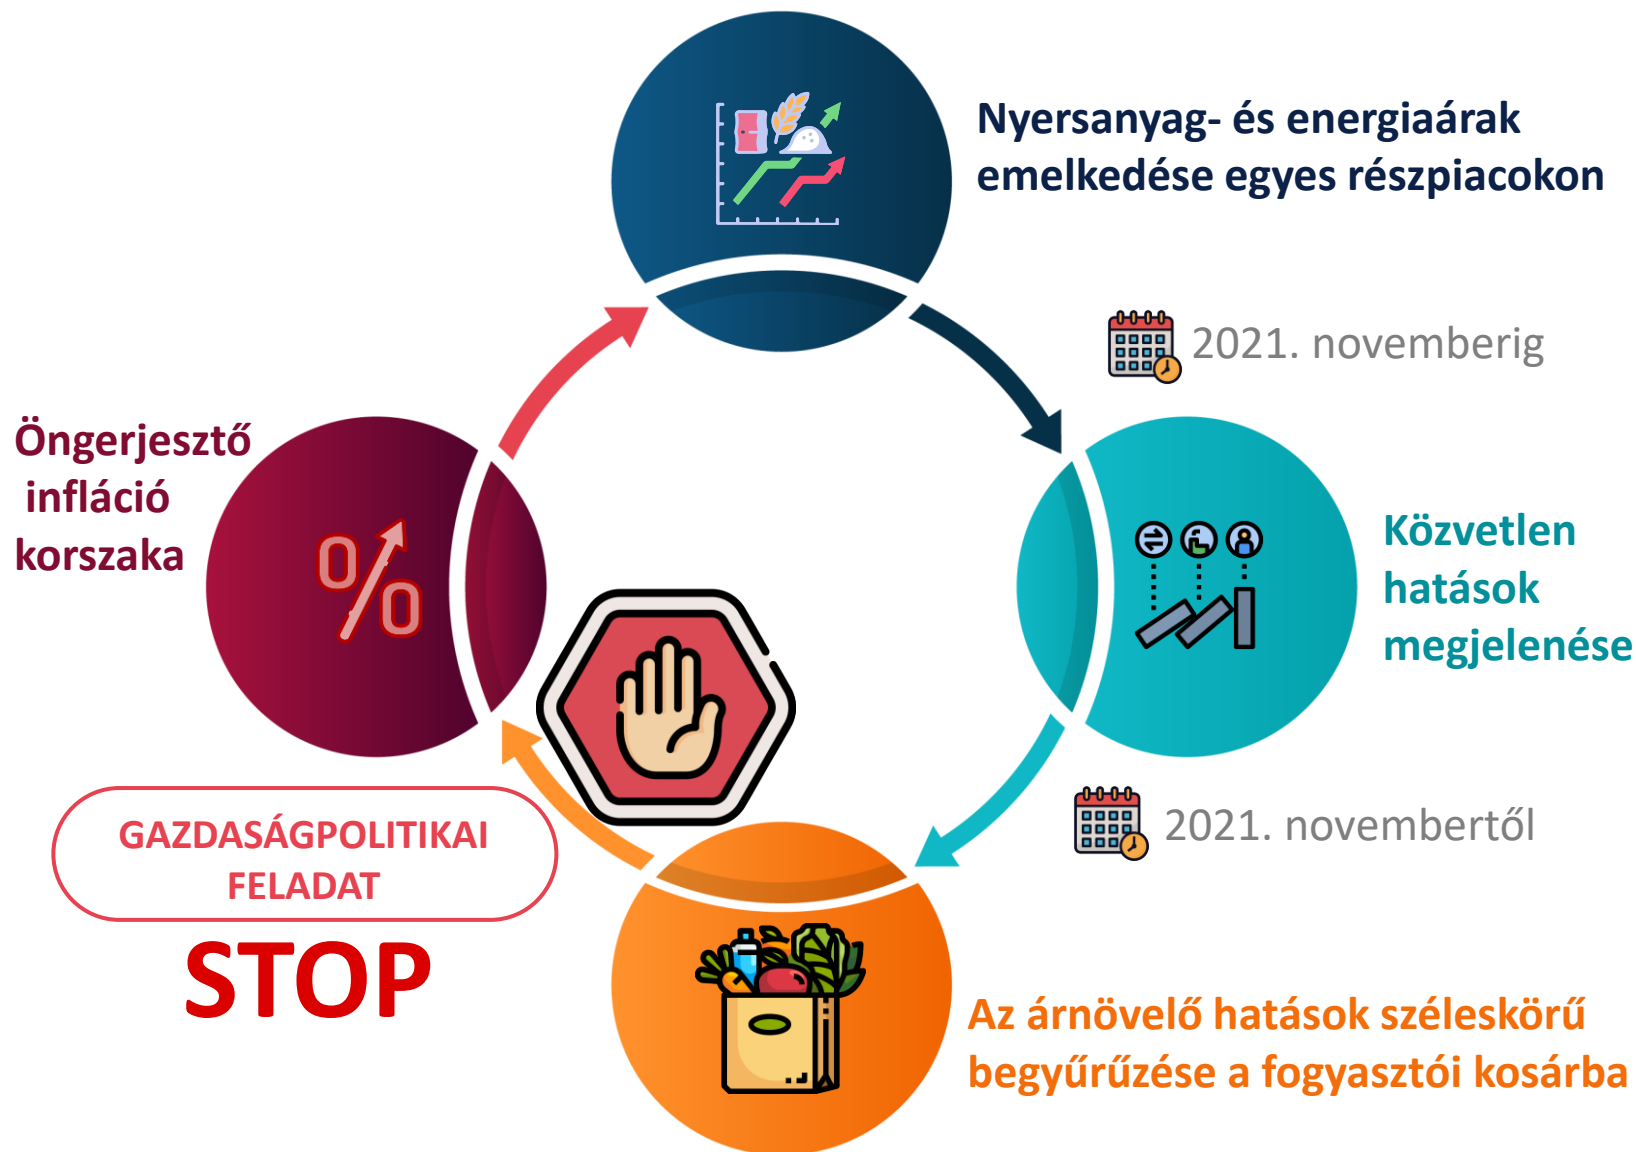 Nyersanyag- és energiaárak
emelkedése egyes részpiacokon
2021. novemberig
Közvetlen
hatások
megjelenése
2021. novembertől
Az árnövelő hatások széleskörű
begyűrűzése a fogyasztói kosárba
Öngerjesztő
infláció
korszaka
GAZDASÁGPOLITIKAI
FELADAT
STOP
%